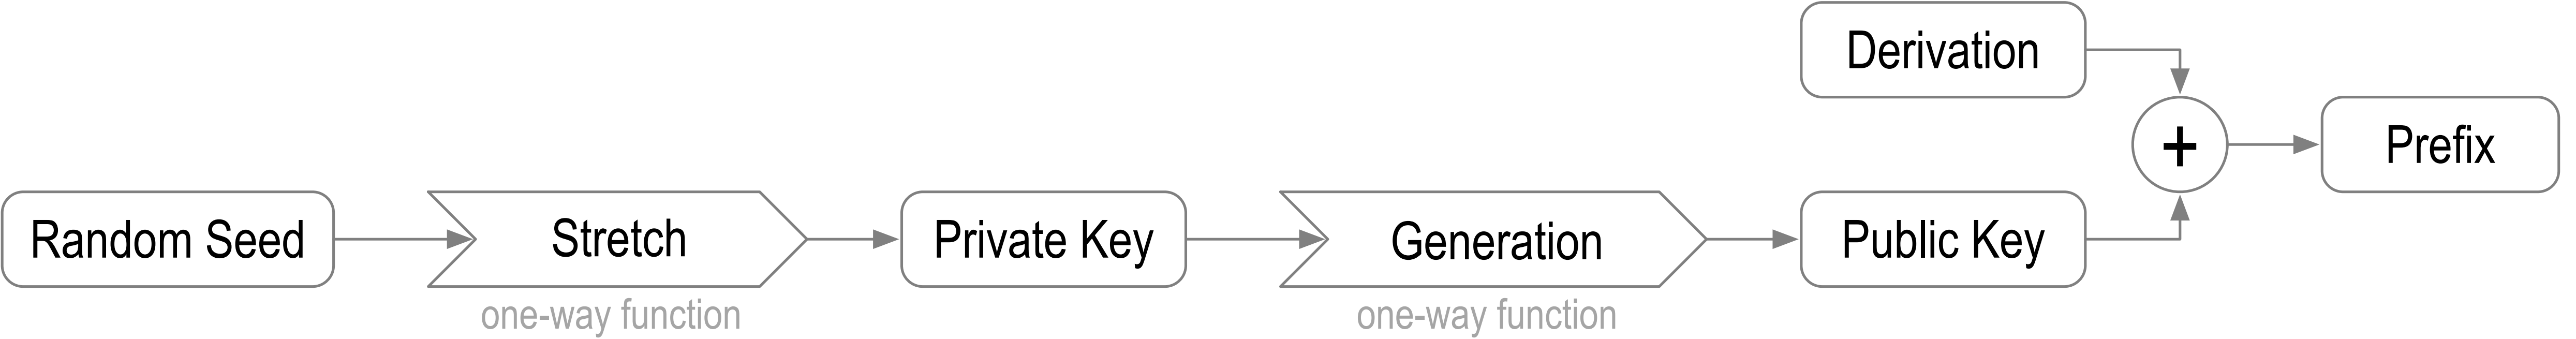 Derivation
+
Prefix
Random Seed
Stretch
Private Key
Generation
Public Key
one-way function
one-way function